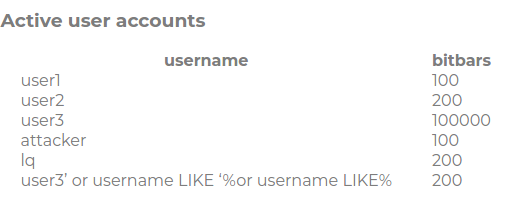 Active user accounts
username bitbars
user1 100
user2 200
user3 100000
attacker 100
lq 200
user3’ or username LIKE ‘%or username LIKE% 200